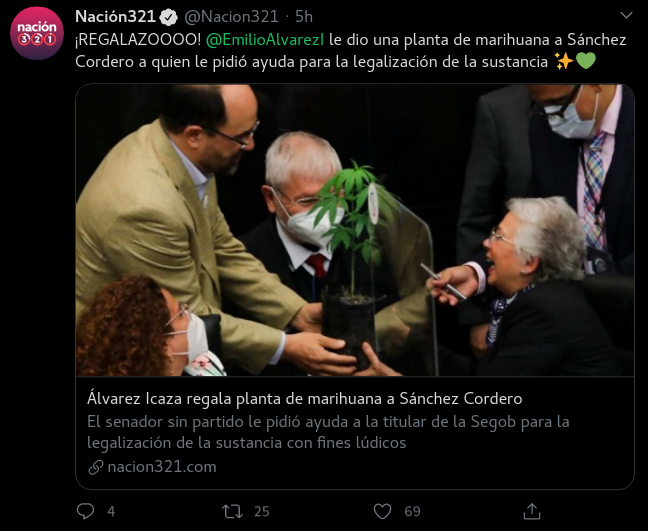 nación
321
Nación321 @Nacion321 · 5h
¡REGALAZOOOO! @EmilioAlvarezI le dio una planta de marihuana a Sánchez
Cordero a quien le pidió ayuda para la legalización de la sustancia ✨💚
Álvarez Icaza regala planta de marihuana a Sánchez Cordero
El senador sin partido le pidió ayuda a la titular de la Segob para la
legalización de la sustancia con fines lúdicos
nacion321.com
4 25 69